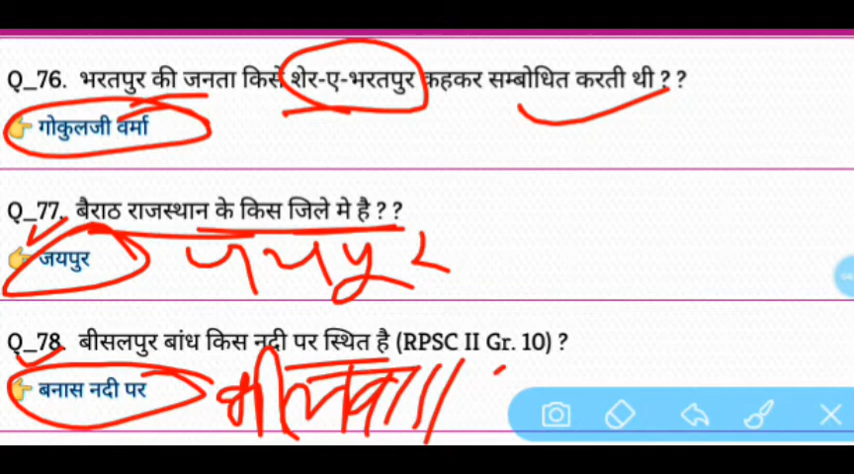 Q_76. भरतपुर की जनता किसे शेर-ए-भरतपुर कहकर सम्बोधित करती थी ? ?
👉 गोकुलजी वर्मा
Q_77. बैराठ राजस्थान के किस जिले मे है ? ?
👉 जयपुर
जयपुर
Q_78. बीसलपुर बांध किस नदी पर स्थित है (RPSC II Gr. 10) ?
👉 बनास नदी पर